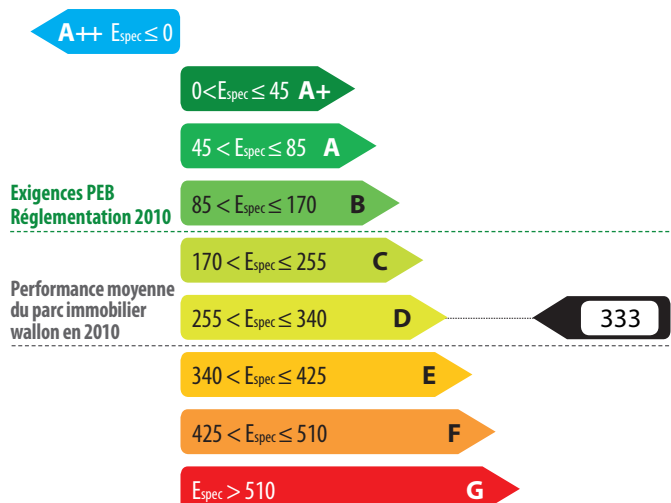 A++ Espec ≤ 0
0<Espec ≤ 45 A+
45 < Espec ≤ 85 A
Exigences PEB
Réglementation 2010
85 < Espec ≤ 170 B
170 < Espec ≤ 255 C
Performance moyenne
du parc immobilier
wallon en 2010
255 < Espec ≤ 340 D
333
340 < Espec ≤ 425 E
425 < Espec ≤ 510 F
Espec > 510 G